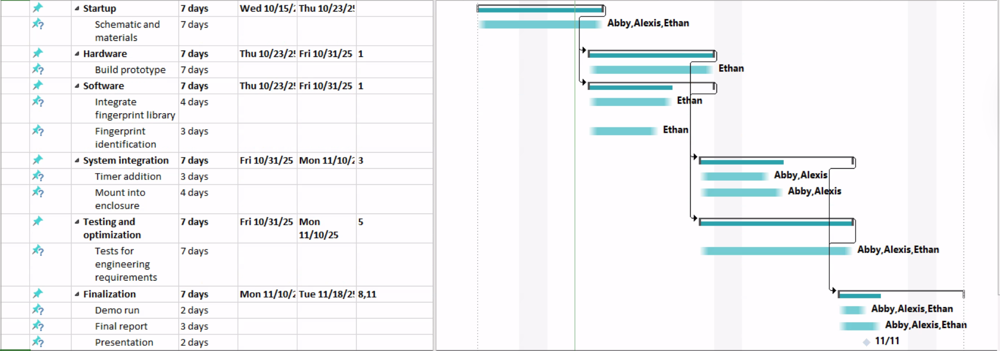 Startup 7 days Wed 10/15/2 Thu 10/23/2!
Schematic and 7 days Abby,Alexis,Ethan
materials
Hardware 7 days Thu 10/23/2! Fri 10/31/25 1
Build prototype 7 days Ethan
Software 7 days Thu 10/23/2! Fri 10/31/25 1
Integrate 4 days Ethan
fingerprint library
Fingerprint 3 days Ethan
identification
System integration 7 days Fri 10/31/25 Mon 11/10/2 3
Timer addition 3 days Abby,Alexis
Mount into 4 days Abby,Alexis
enclosure
Testing and 7 days Fri 10/31/25 Mon 5
optimization 11/10/25
Tests for 7 days Abby,Alexis,Ethan
engineering
requirements
Finalization 7 days Mon 11/10/2 Tue 11/18/2! 8,11
Demo run 2 days Abby,Alexis,Ethan
Final report 3 days Abby,Alexis,Ethan
Presentation 2 days 11/11